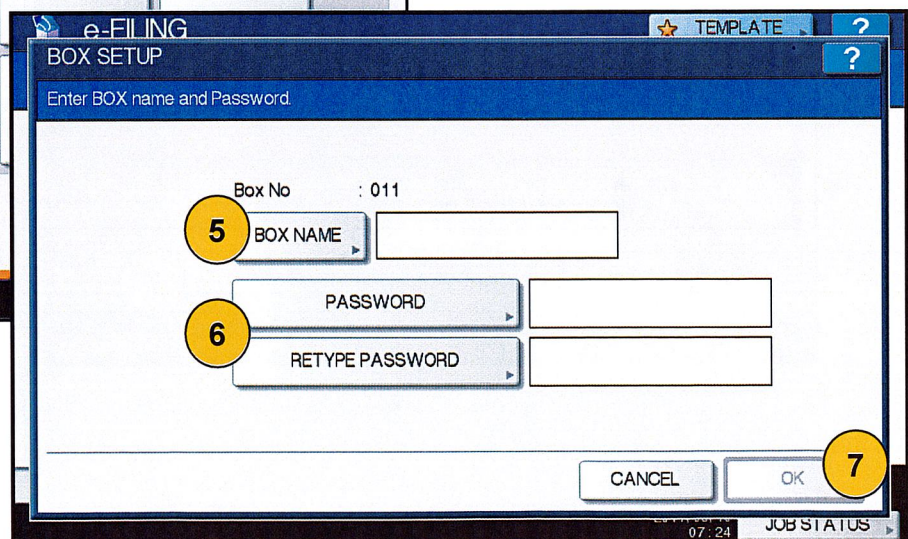 e-FILING
TEMPLATE ?
BOX SETUP ?
Enter BOX name and Password.
Box No : 011
5 BOX NAME
PASSWORD
6
RETYPE PASSWORD
CANCEL OK 7
07:24 JOB STATUS